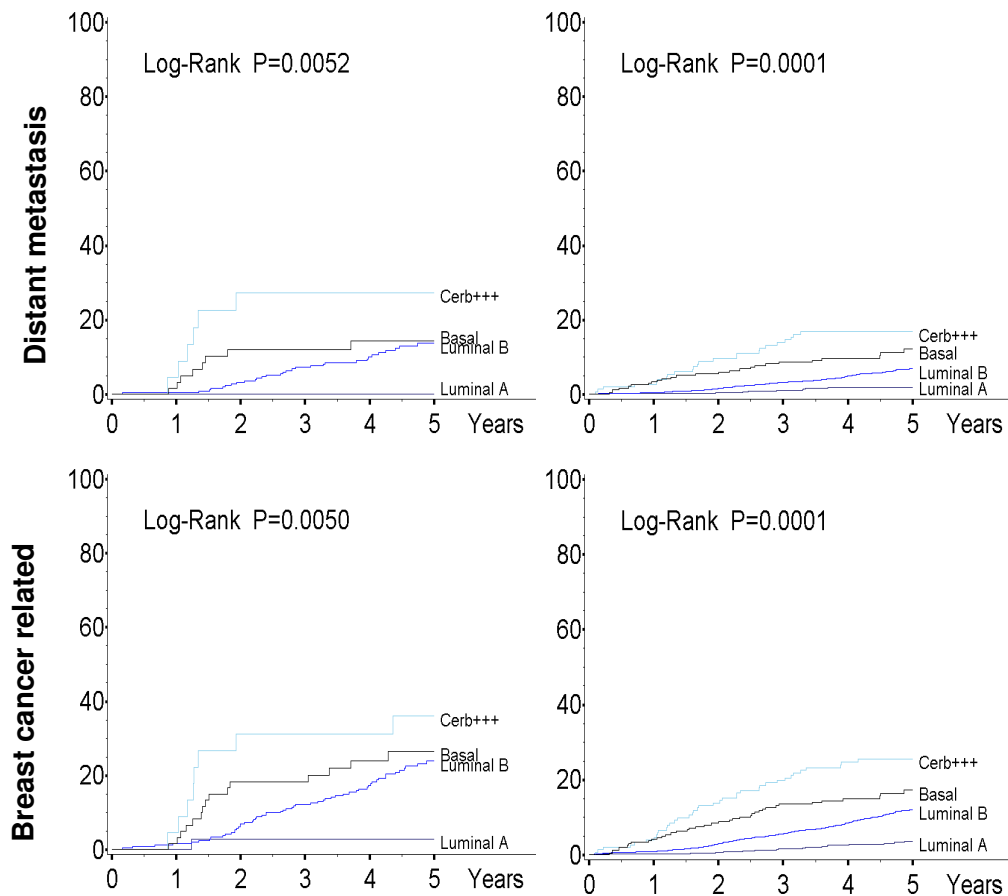 Distant metastasis
100
80
60
40
20
0
Log-Rank P=0.0052
Cerb+++
Basal
Luminal B
Luminal A
0 1 2 3 4 5 Years
100
80
60
40
20
0
Log-Rank P=0.0001
Cerb+++
Basal
Luminal B
Luminal A
0 1 2 3 4 5 Years
Breast cancer related
100
80
60
40
20
0
Log-Rank P=0.0050
Cerb+++
Basal
Luminal B
Luminal A
0 1 2 3 4 5 Years
100
80
60
40
20
0
Log-Rank P=0.0001
Cerb+++
Basal
Luminal B
Luminal A
0 1 2 3 4 5 Years